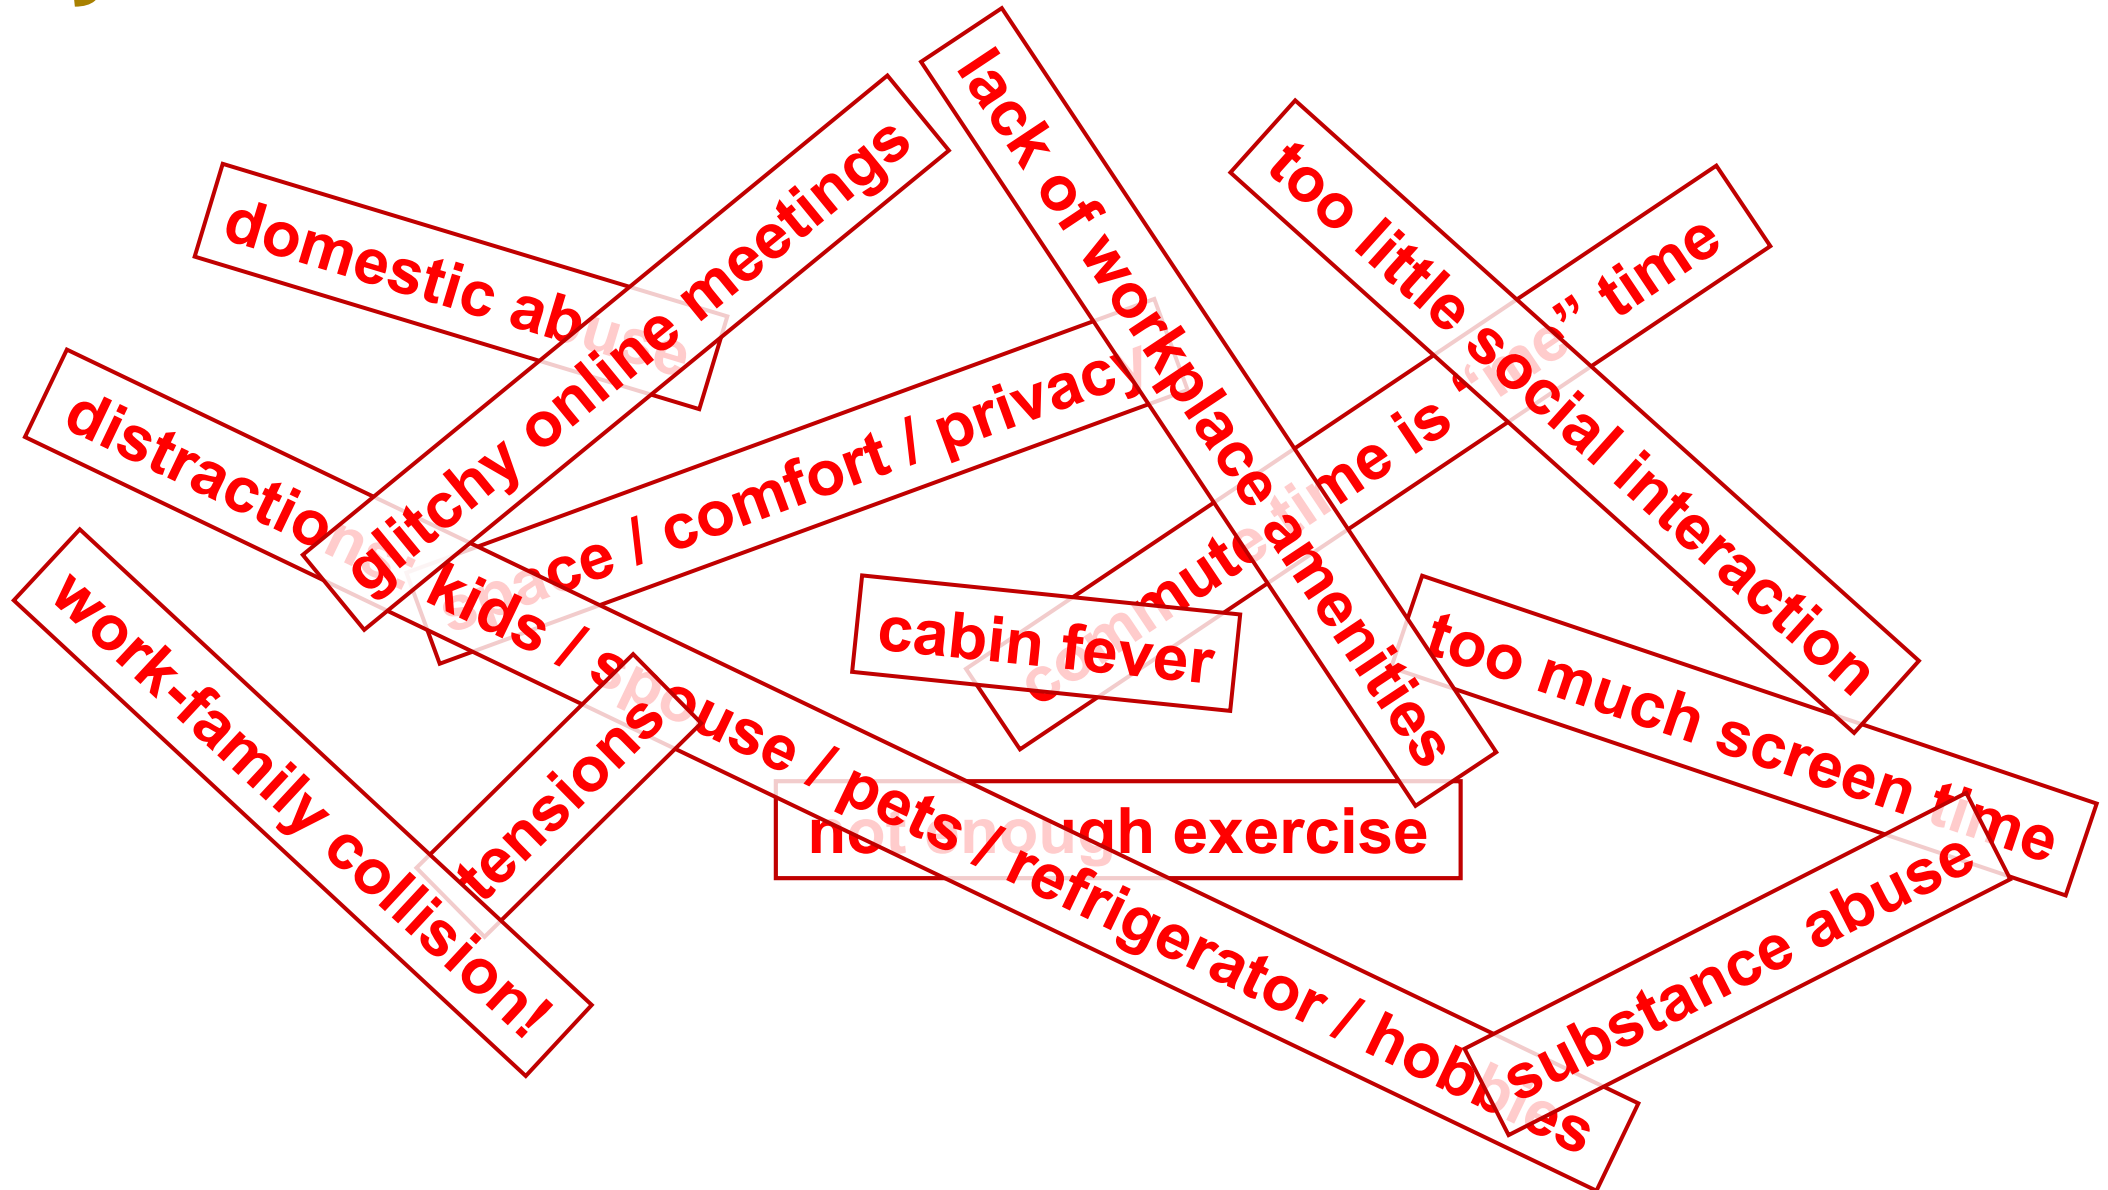 lack of workplace amenities
glitchy online meetings
too little social interaction
domestic abuse
commute time is “me” time
space / comfort / privacy
distractions: kids / spouse / pets / refrigerator / hobbies
work-family collision!
cabin fever
too much screen time
tensions
not enough exercise
substance abuse